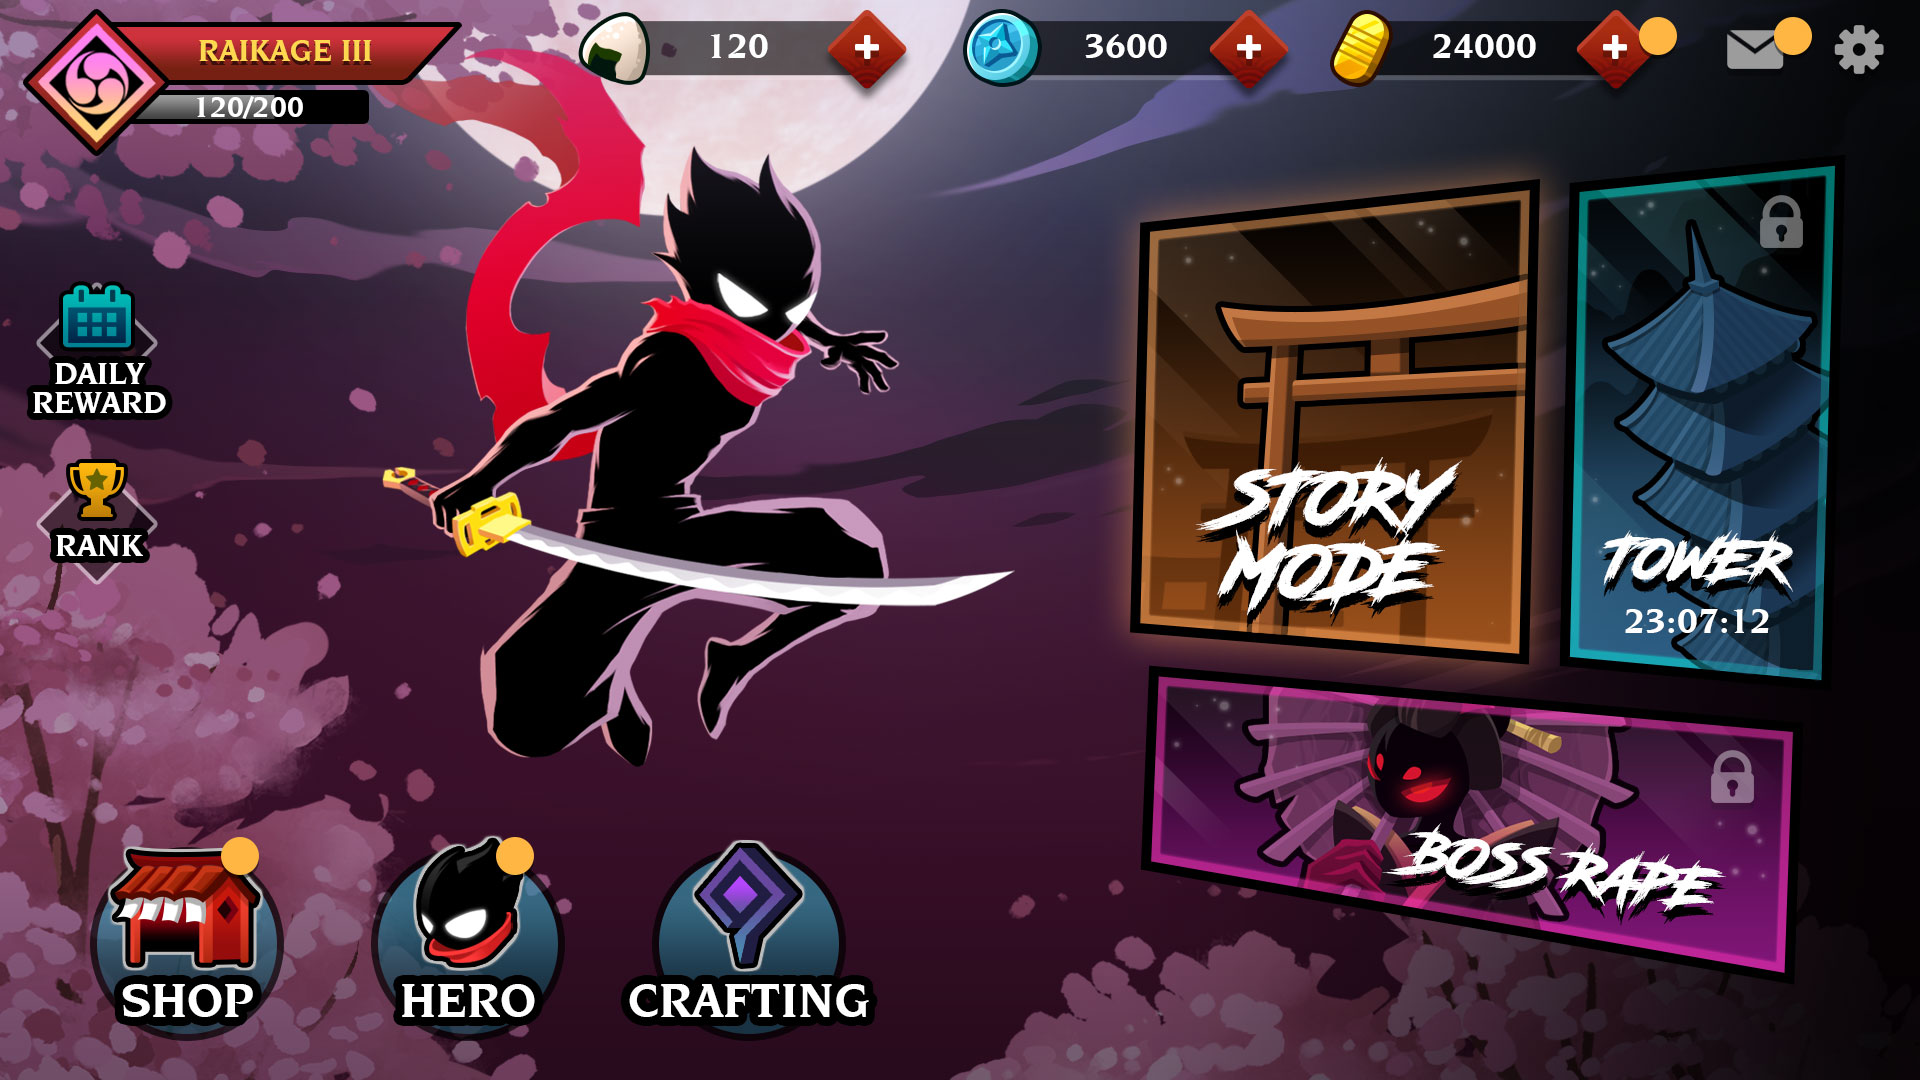 RAIKAGE III
120/200
120
3600
24000
DAILY
REWARD
RANK
STORY
MODE
TOWER
23:07:12
BOSS RAPE
SHOP
HERO
CRAFTING